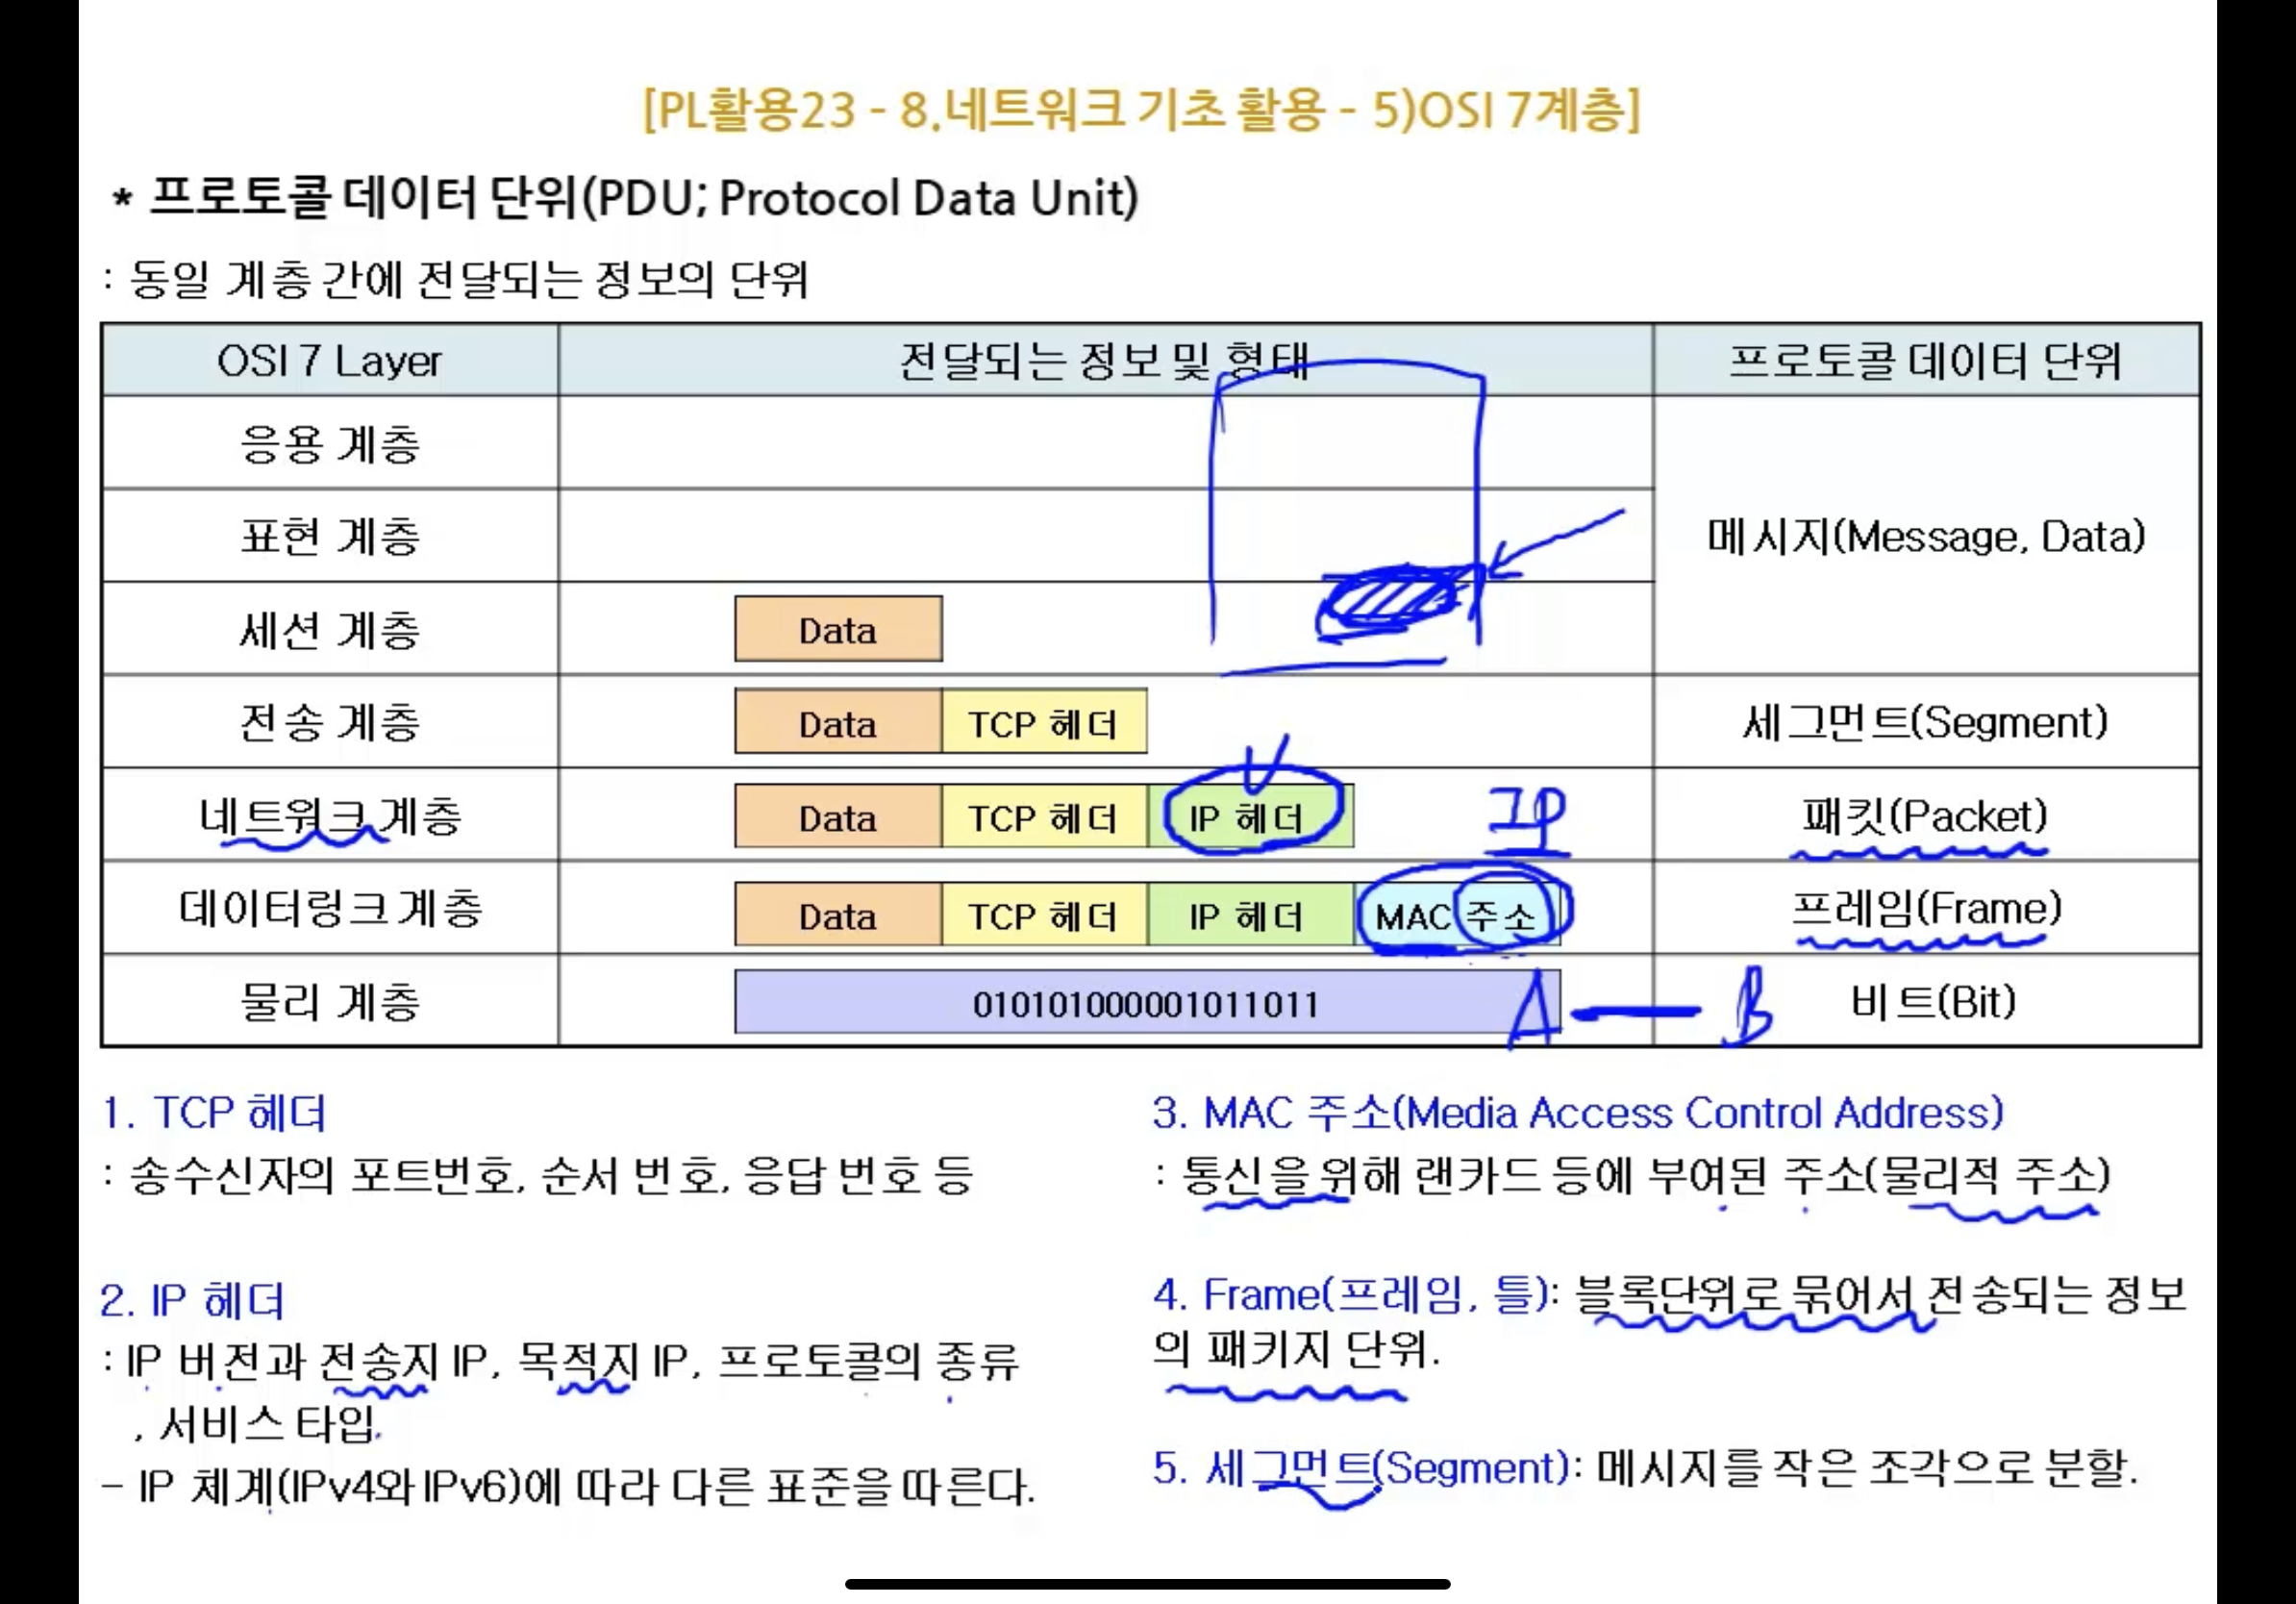 [PL활용23 - 8.네트워크 기초 활용 - 5)OSI 7계층]
* 프로토콜 데이터 단위(PDU; Protocol Data Unit)
: 동일 계층 간에 전달되는 정보의 단위
OSI 7 Layer 전달되는 정보 및 형태 프로토콜 데이터 단위
응용 계층
표현 계층 메시지(Message, Data)
세션 계층 Data
전송 계층 Data TCP 헤더 세그먼트(Segment)
네트워크 계층 Data TCP 헤더 IP 헤더 IP 패킷(Packet)
데이터링크 계층 Data TCP 헤더 IP 헤더 MAC 주소 프레임(Frame)
물리 계층 010101000001011011 A B 비트(Bit)
1. TCP 헤더
: 송수신자의 포트번호, 순서 번호, 응답 번호 등
2. IP 헤더
: IP 버전과 전송지 IP, 목적지 IP, 프로토콜의 종류
, 서비스 타입.
- IP 체계(IPv4와 IPv6)에 따라 다른 표준을 따른다.
3. MAC 주소(Media Access Control Address)
: 통신을 위해 랜카드 등에 부여된 주소(물리적 주소)
4. Frame(프레임, 틀): 블록단위로 묶어서 전송되는 정보
의 패키지 단위.
5. 세그먼트(Segment): 메시지를 작은 조각으로 분할.